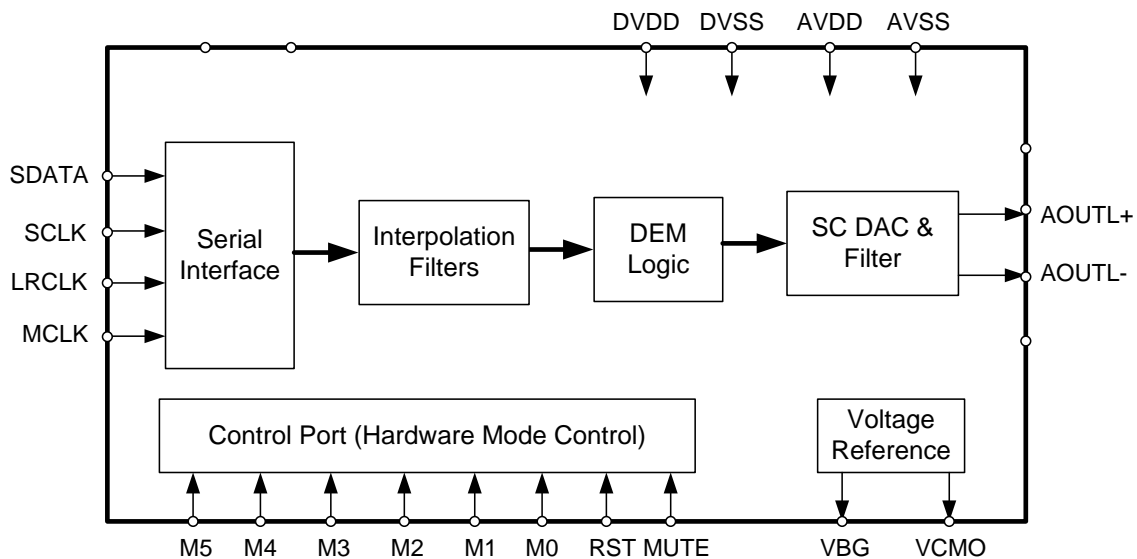 DVDD DVSS AVDD AVSS
SDATA
SCLK
LRCLK
MCLK
Serial
Interface
Interpolation
Filters
DEM
Logic
SC DAC &
Filter
AOUTL+
AOUTL-
Control Port (Hardware Mode Control)
Voltage
Reference
M5 M4 M3 M2 M1 M0 RST MUTE VBG VCMO